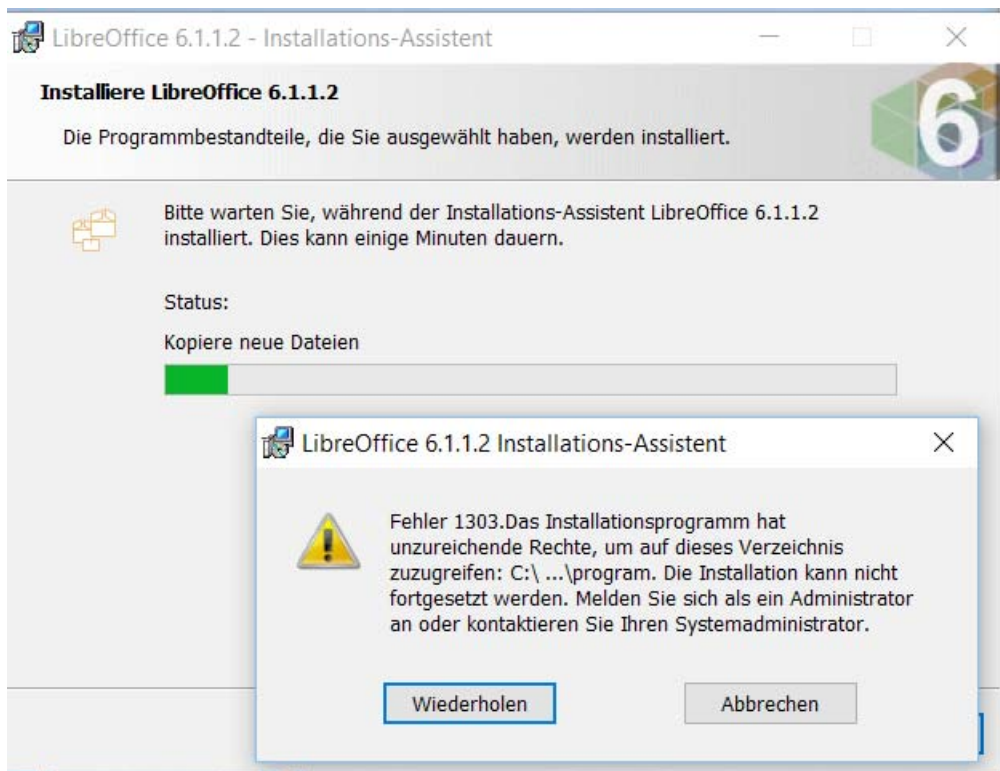 LibreOffice 6.1.1.2 - Installations-Assistent
Installiere LibreOffice 6.1.1.2
Die Programmbestandteile, die Sie ausgewählt haben, werden installiert.
6
Bitte warten Sie, während der Installations-Assistent LibreOffice 6.1.1.2
installiert. Dies kann einige Minuten dauern.
Status:
Kopiere neue Dateien
LibreOffice 6.1.1.2 Installations-Assistent
Fehler 1303.Das Installationsprogramm hat
unzureichende Rechte, um auf dieses Verzeichnis
zuzugreifen: C:\ ...\program. Die Installation kann nicht
fortgesetzt werden. Melden Sie sich als ein Administrator
an oder kontaktieren Sie Ihren Systemadministrator.
Wiederholen Abbrechen